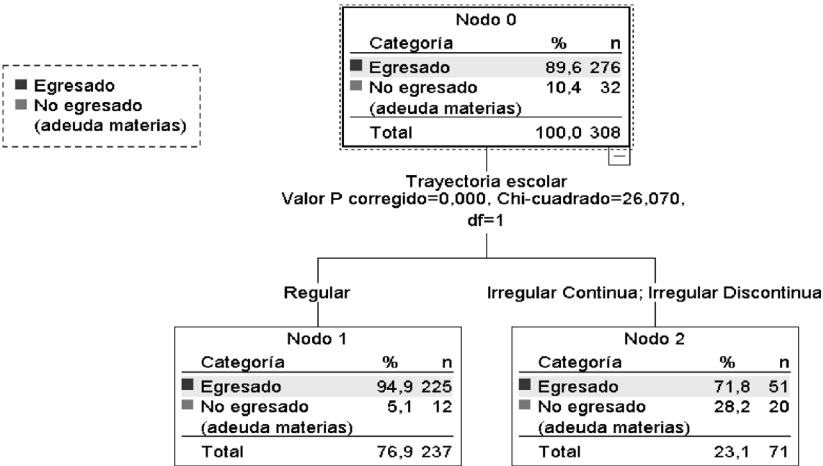 Egresado
No egresado
(adeuda materias)
Nodo 0
Categoría % n
Egresado 89,6 276
No egresado 10,4 32
(adeuda materias)
Total 100,0 308
Trayectoria escolar
Valor P corregido=0,000, Chi-cuadrado=26,070,
df=1
Regular
Irregular Continua; Irregular Discontinua
Nodo 1
Categoría % n
Egresado 94,9 225
No egresado 5,1 12
(adeuda materias)
Total 76,9 237
Nodo 2
Categoría % n
Egresado 71,8 51
No egresado 28,2 20
(adeuda materias)
Total 23,1 71